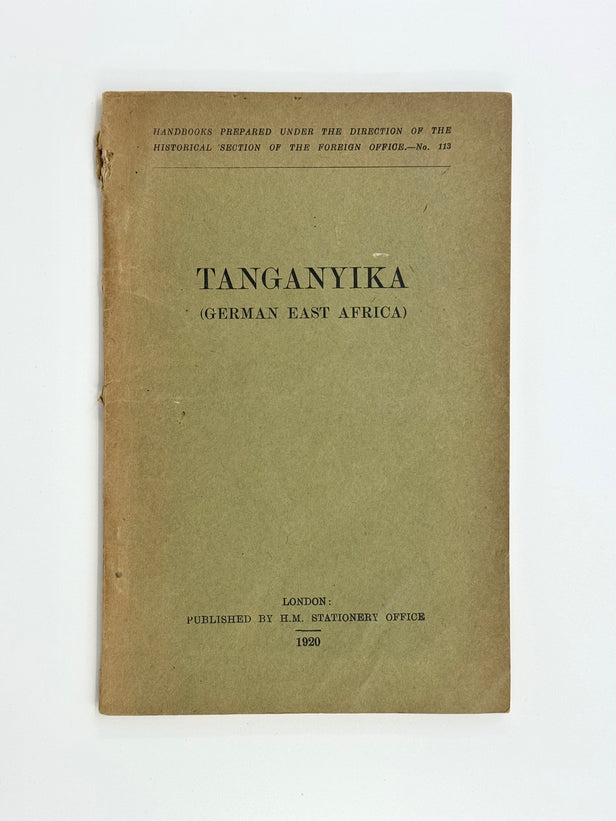 HANDBOOKS PREPARED UNDER THE DIRECTION OF THE
HISTORICAL SECTION OF THE FOREIGN OFFICE.—No. 113
TANGANYIKA
(GERMAN EAST AFRICA)
LONDON:
PUBLISHED BY H.M. STATIONERY OFFICE
1920